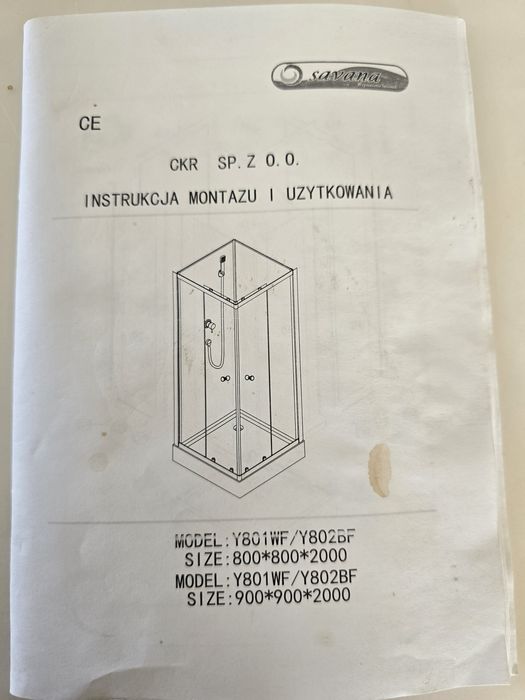 savana
CE
CKR SP. Z O.O.
INSTRUKCJA MONTAZU I UZYTKOWANIA
MODEL:Y801WF/Y802BF
SIZE:800*800*2000
MODEL:Y801WF/Y802BF
SIZE:900*900*2000